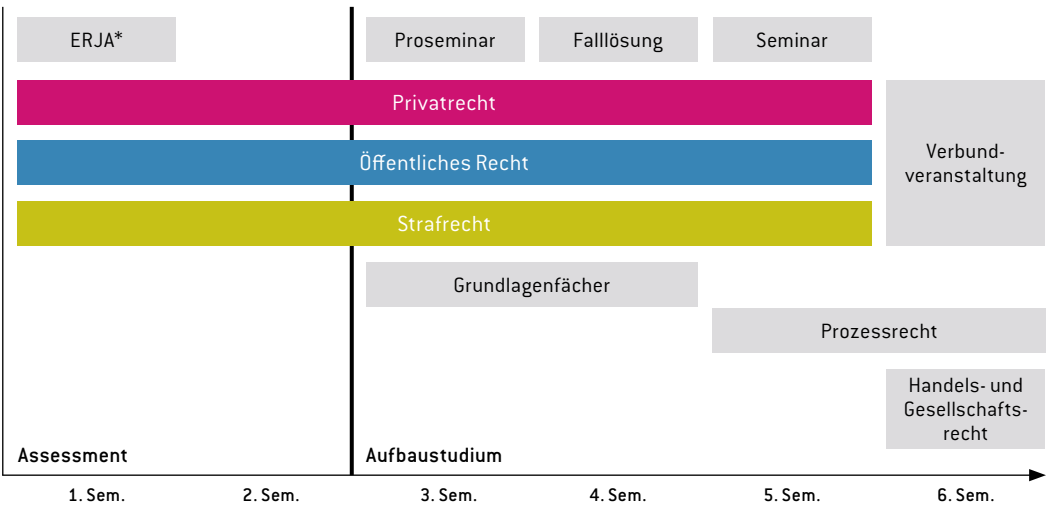 ERJA*
Proseminar
Falllösung
Seminar
Privatrecht
Öffentliches Recht
Strafrecht
Verbund-
veranstaltung
Grundlagenfächer
Prozessrecht
Handels- und
Gesellschafts-
recht
Assessment
Aufbaustudium
1. Sem.
2. Sem.
3. Sem.
4. Sem.
5. Sem.
6. Sem.